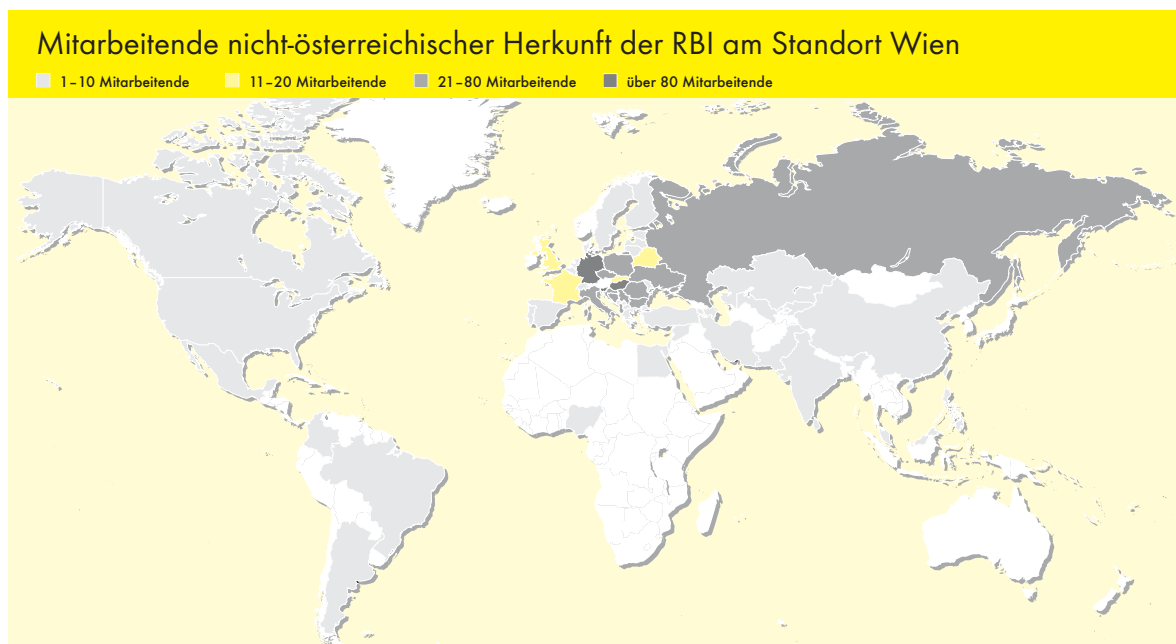 Mitarbeitende nicht-österreichischer Herkunft der RBI am Standort Wien
1–10 Mitarbeitende 11–20 Mitarbeitende 21–80 Mitarbeitende über 80 Mitarbeitende